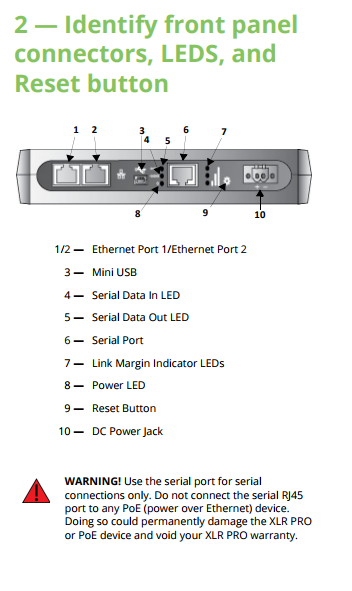 2 — Identify front panel
connectors, LEDS, and
Reset button
1 2 3 4 5 6 7
8 9 10
1/2 — Ethernet Port 1/Ethernet Port 2
3 — Mini USB
4 — Serial Data In LED
5 — Serial Data Out LED
6 — Serial Port
7 — Link Margin Indicator LEDs
8 — Power LED
9 — Reset Button
10 — DC Power Jack
WARNING! Use the serial port for serial
connections only. Do not connect the serial RJ45
port to any PoE (power over Ethernet) device.
Doing so could permanently damage the XLR PRO
or PoE device and void your XLR PRO warranty.